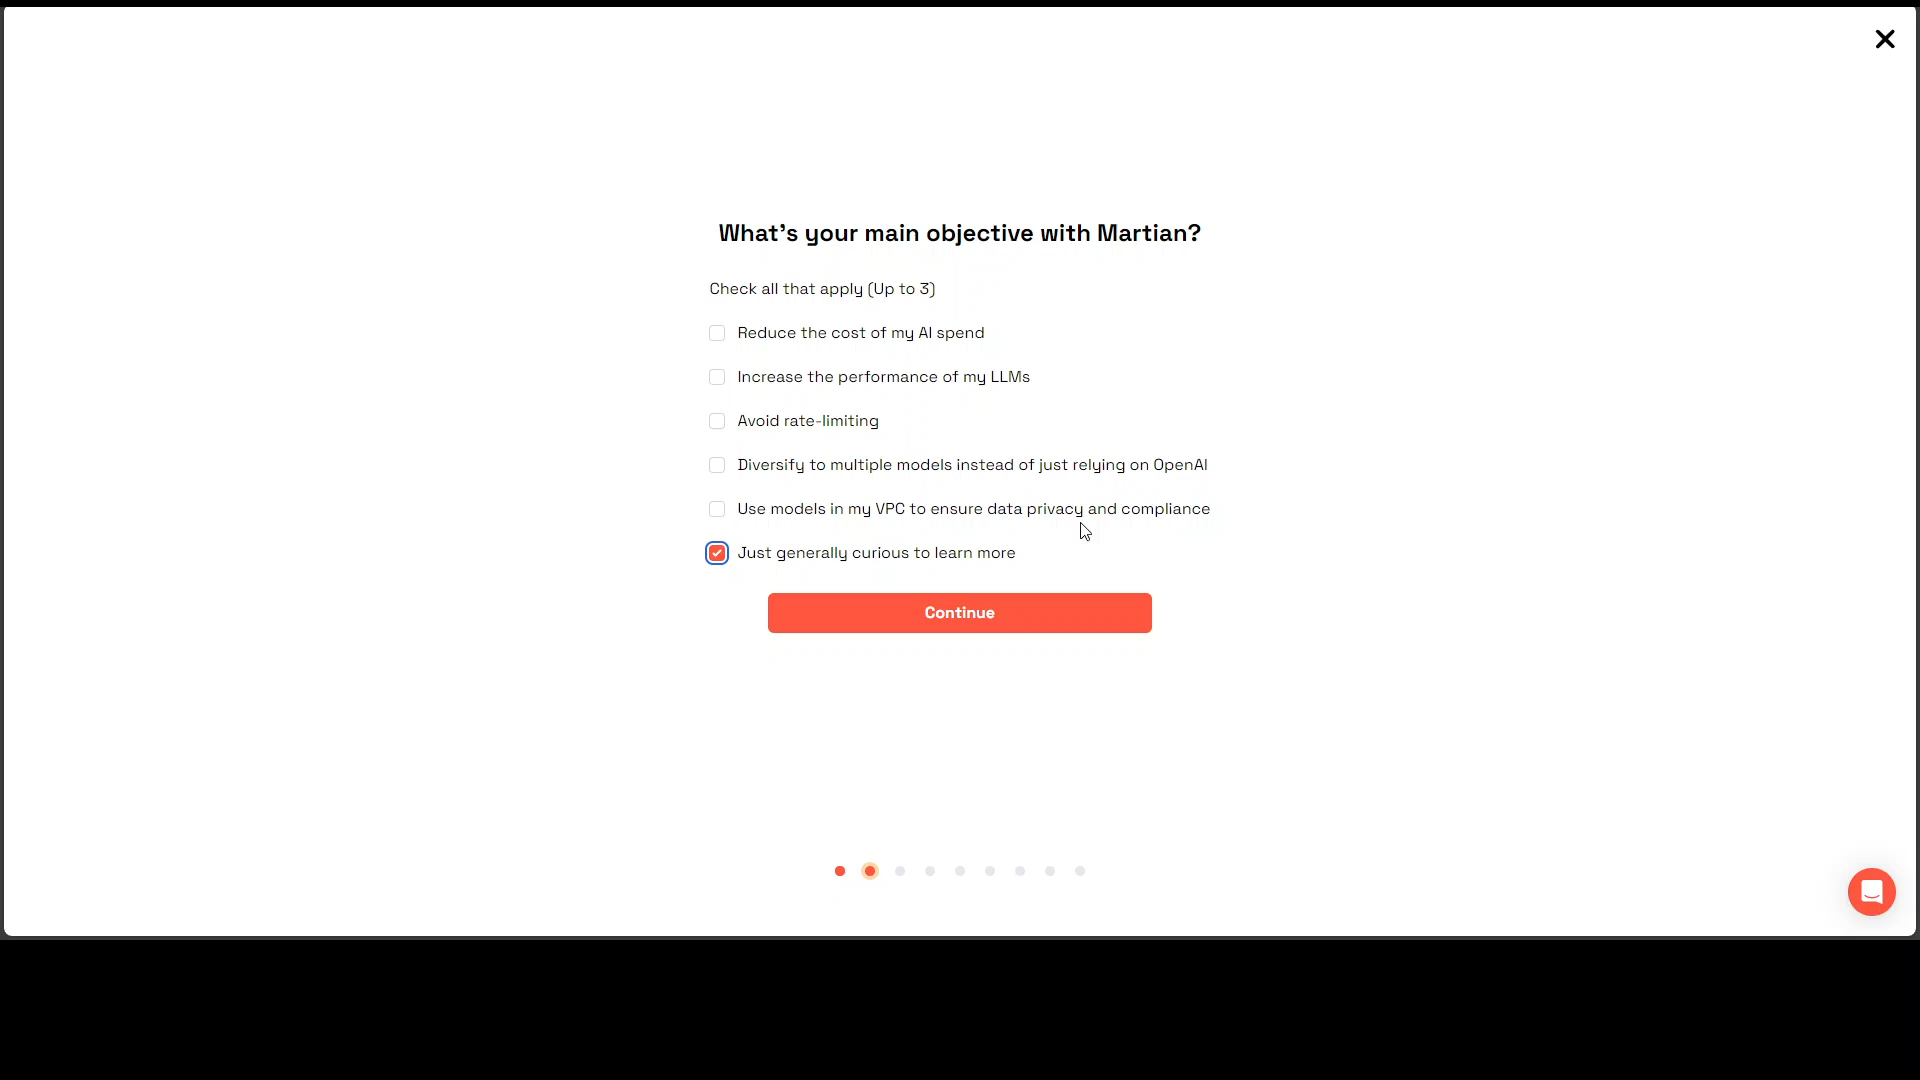 What's your main objective with Martian?
Check all that apply (Up to 3)
Reduce the cost of my AI spend
Increase the performance of my LLMs
Avoid rate-limiting
Diversify to multiple models instead of just relying on OpenAI
Use models in my VPC to ensure data privacy and compliance
Just generally curious to learn more
Continue